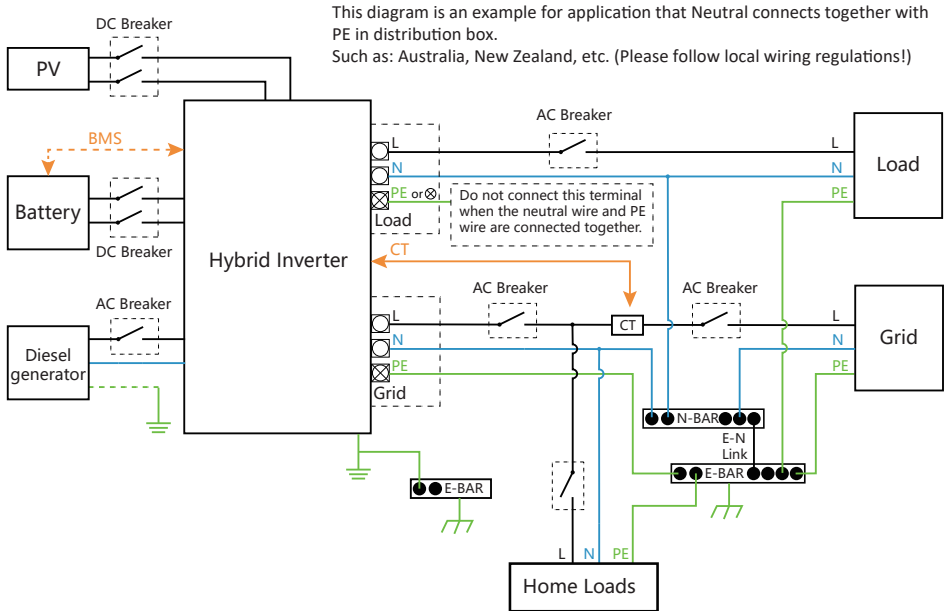 This diagram is an example for application that Neutral connects together with
PE in distribution box.
Such as: Australia, New Zealand, etc. (Please follow local wiring regulations!)
DC Breaker
PV
AC Breaker
BMS
L
L
N
N
Load
PE or
PE
Do not connect this terminal
when the neutral wire and PE
wire are connected together.
Battery
Load
DC Breaker
Hybrid Inverter
CT
AC Breaker
AC Breaker
AC Breaker
L
CT
L
N
N
Grid
Diesel
generator
PE
PE
Grid
N-BAR
E-N
Link
E-BAR
E-BAR
L
N
PE
Home Loads